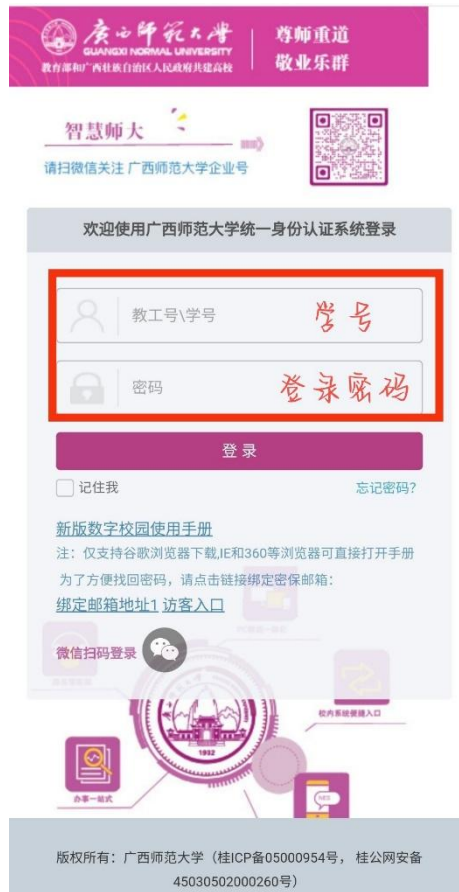 广西师范大学
GUANGXI NORMAL UNIVERSITY
教育部和广西壮族自治区人民政府共建高校
尊师重道
敬业乐群
智慧师大
请扫微信关注 广西师范大学企业号
欢迎使用广西师范大学统一身份认证系统登录
教工号\学号 学号
密码 登录密码
登 录
记住我 忘记密码?
新版数字校园使用手册
注：仅支持谷歌浏览器下载,IE和360等浏览器可直接打开手册
为了方便找回密码，请点击链接绑定密保邮箱：
绑定邮箱地址1 访客入口
微信扫码登录
校内系统便捷入口
1932
办事一站式
版权所有：广西师范大学（桂ICP备05000954号， 桂公网安备
45030502000260号）